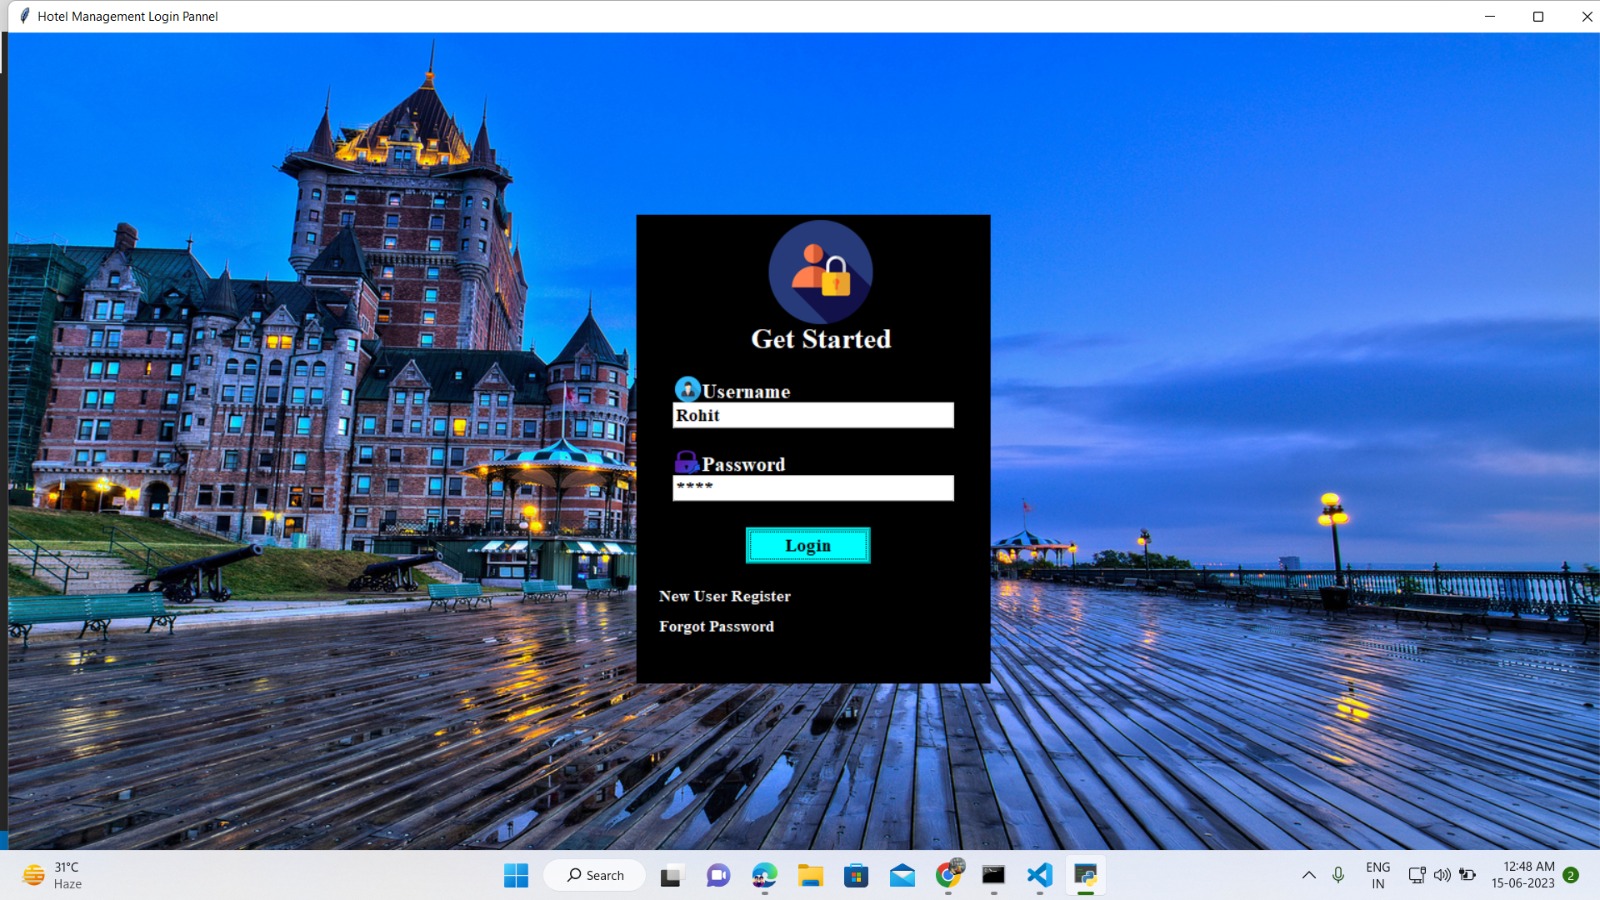 Hotel Management Login Pannel
Get Started
Username
Rohit
Password
****
Login
New User Register
Forgot Password
31°C
Haze
Search
ENG
IN
12:48 AM
15-06-2023
2